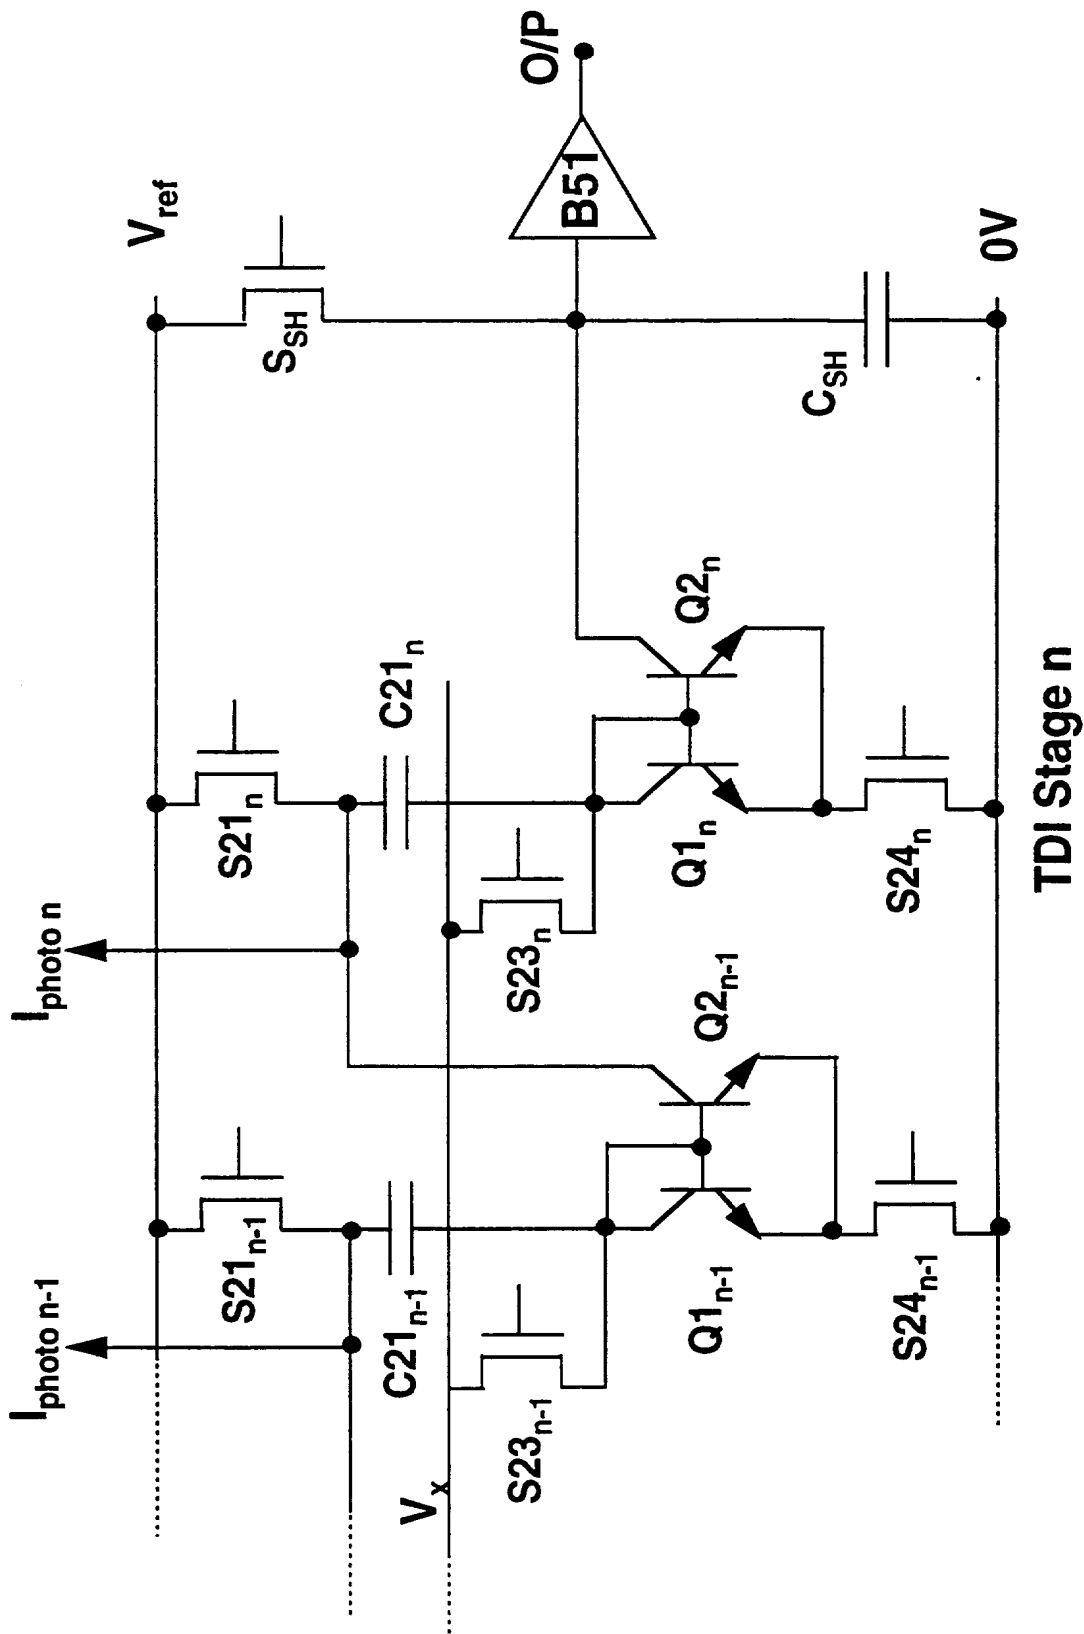 I_photo n-1
I_photo n
V_ref
S21_n-1
S21_n
S_SH
O/P
C21_n-1
C21_n
B51
V_x
S23_n-1
S23_n
Q1_n-1
Q2_n-1
Q1_n
Q2_n
C_SH
S24_n-1
S24_n
0V
TDI Stage n